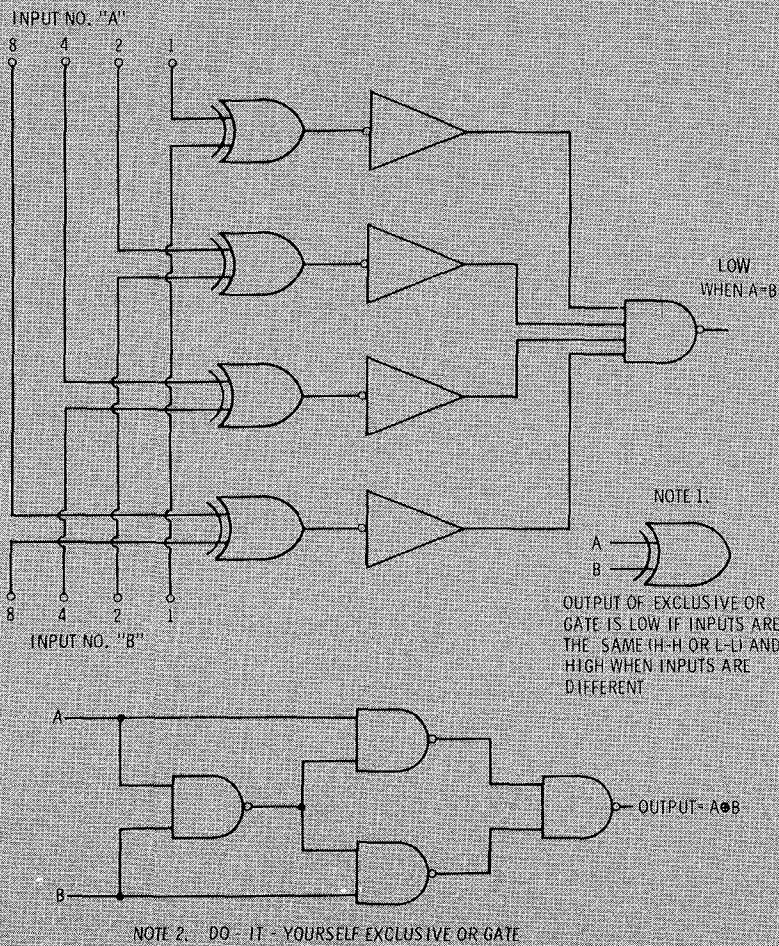 INPUT NO. "A"
8 4 2 1
LOW
WHEN A=B
NOTE 1.
A
B
OUTPUT OF EXCLUSIVE OR
GATE IS LOW IF INPUTS ARE
THE SAME (H-H OR L-L) AND
HIGH WHEN INPUTS ARE
DIFFERENT
8 4 2 1
INPUT NO. "B"
A
B
OUTPUT= A⊕B
NOTE 2. DO - IT - YOURSELF EXCLUSIVE OR GATE